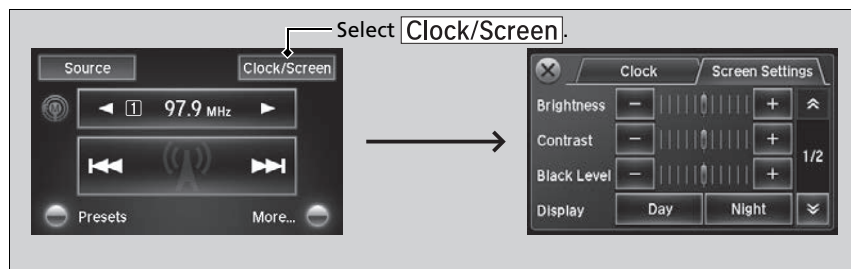 Select Clock/Screen.
Source Clock/Screen
1 97.9 MHz
Presets More...
Clock Screen Settings
Brightness − +
Contrast − +
1/2
Black Level − +
Display Day Night